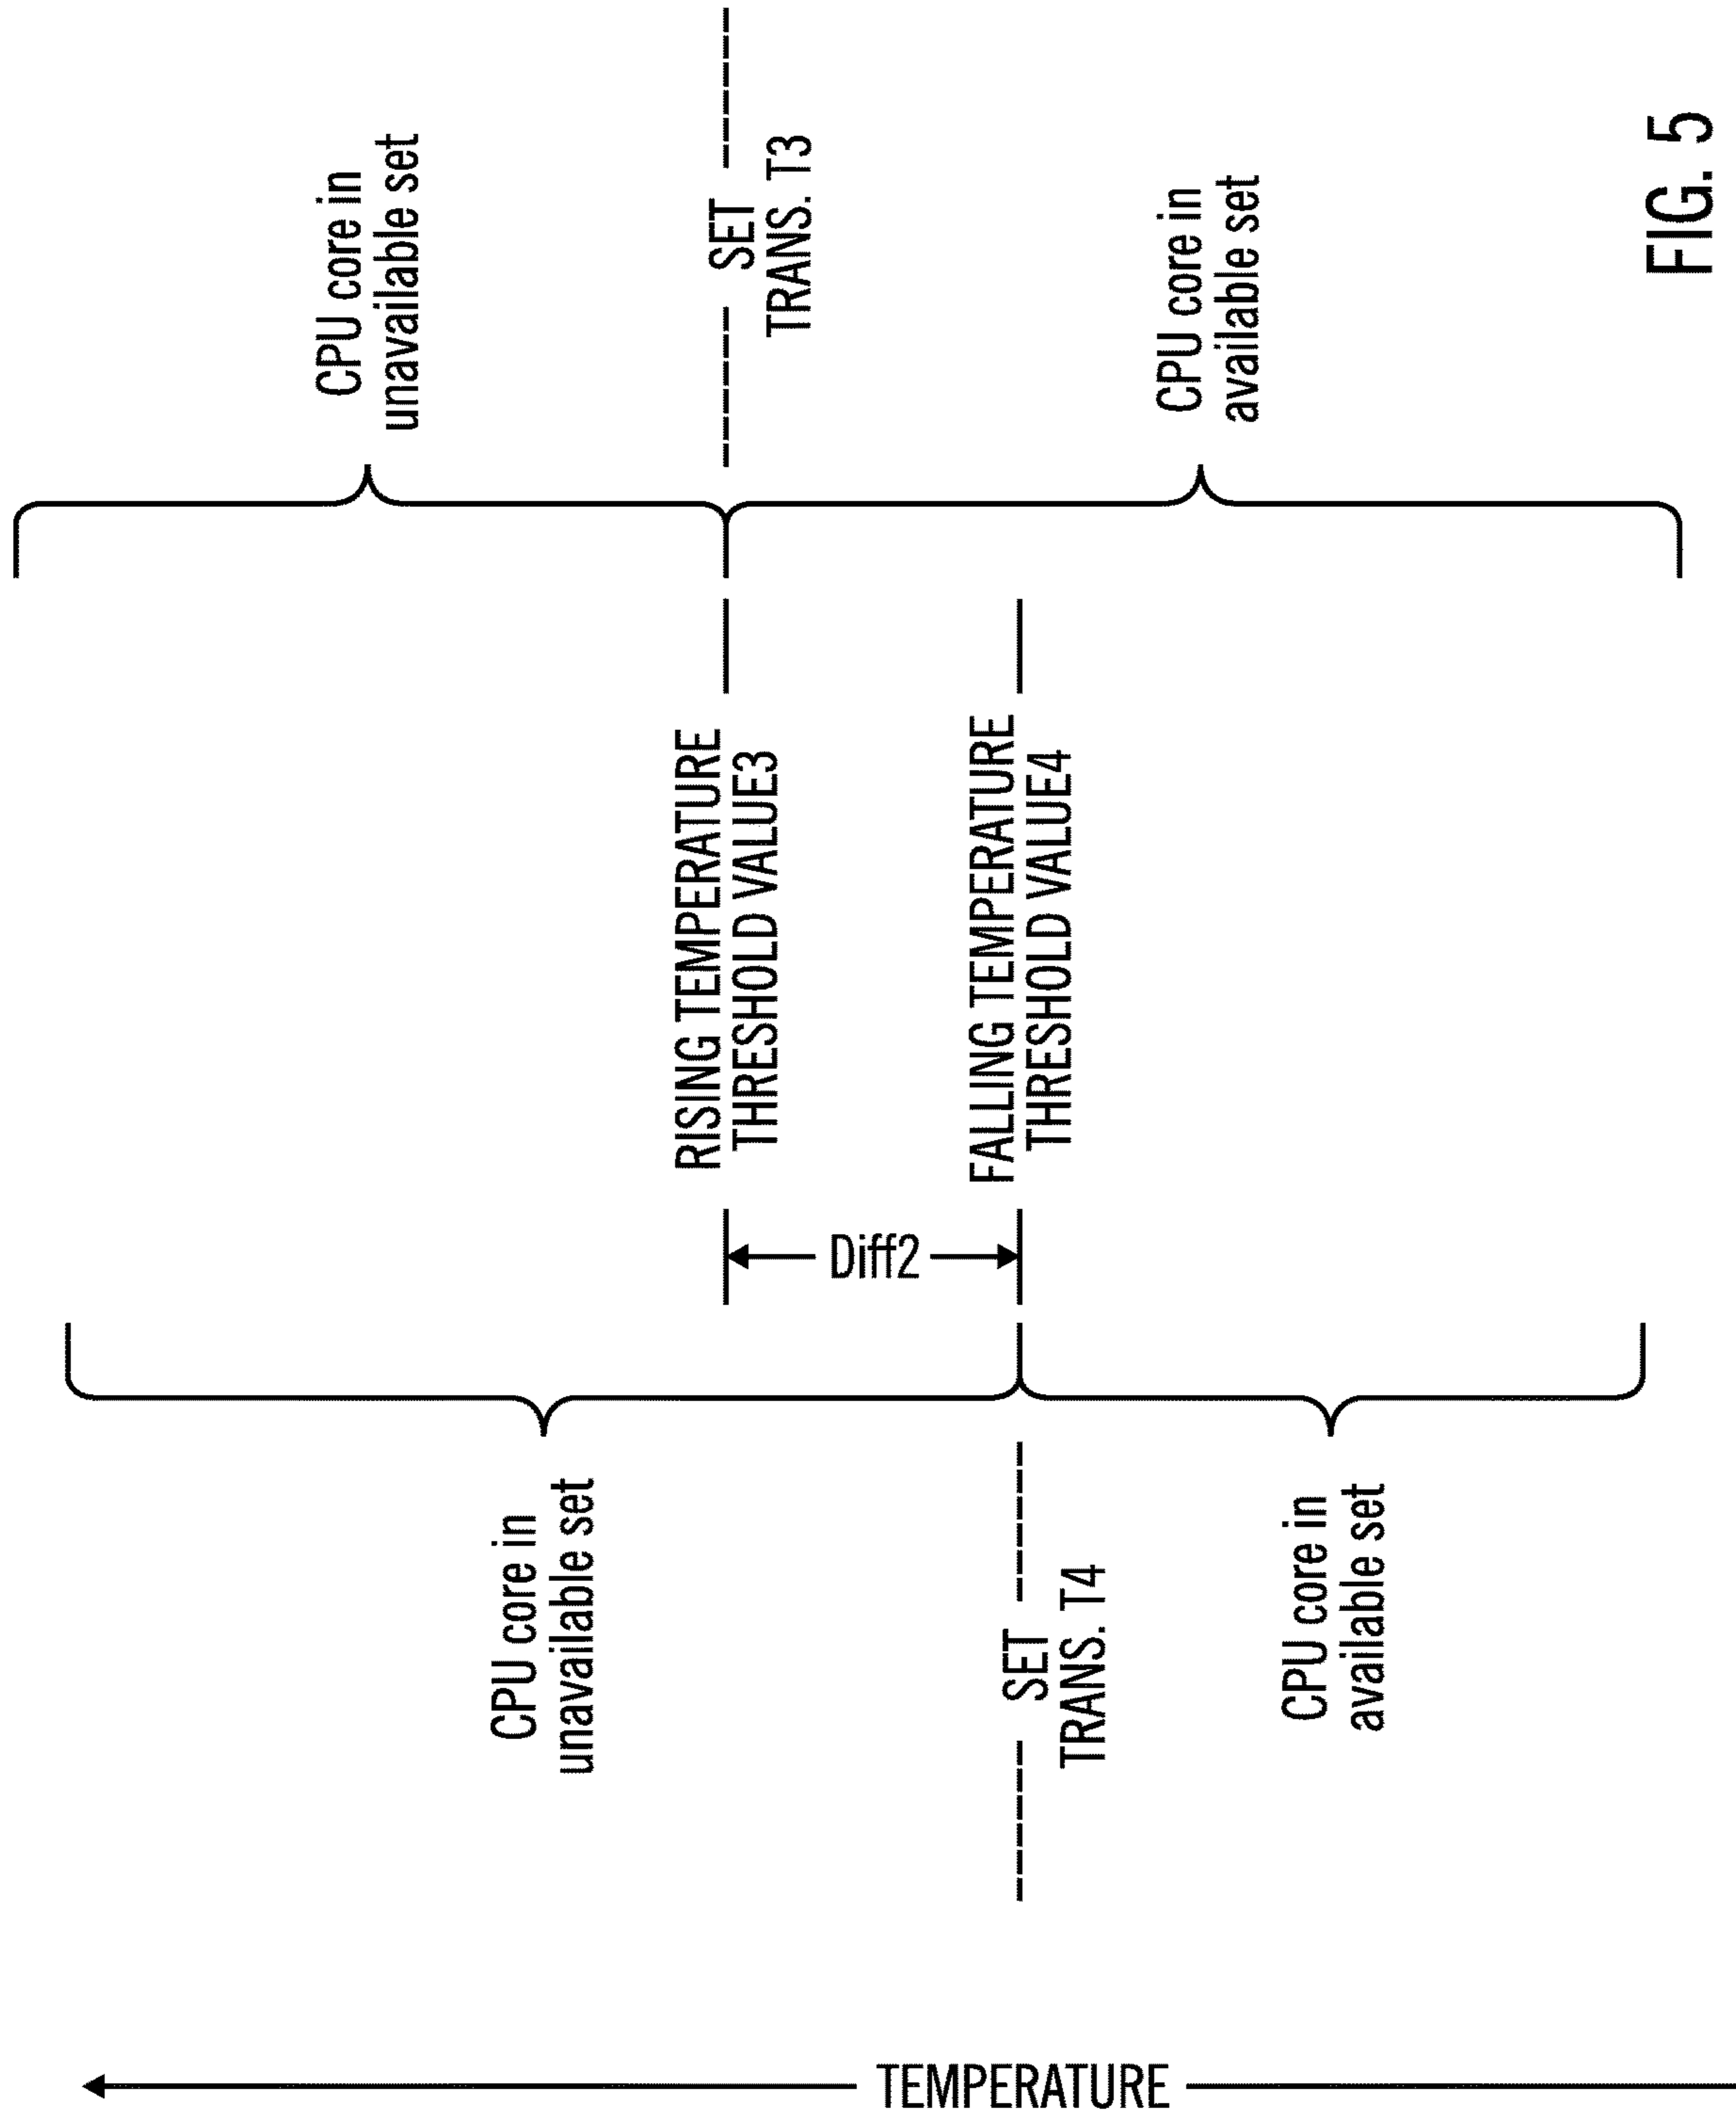 TEMPERATURE
CPU core in
unavailable set
SET
TRANS. T4
CPU core in
available set
Diff2
RISING TEMPERATURE
THRESHOLD VALUE3
FALLING TEMPERATURE
THRESHOLD VALUE4
CPU core in
unavailable set
SET
TRANS. T3
CPU core in
available set
FIG. 5